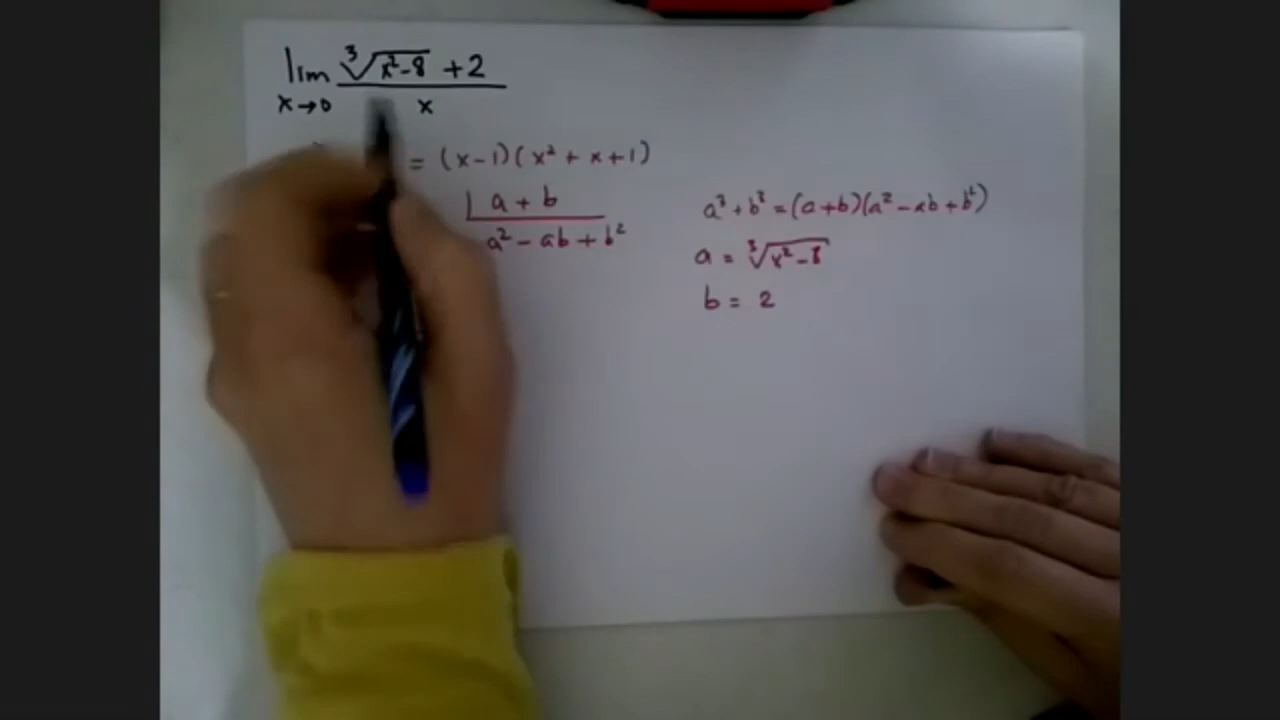 lim ∛(x²-8) + 2
x→0 x
= (x-1)(x² + x + 1)
a + b
a² - ab + b²
a³ + b³ = (a+b)(a² - ab + b²)
a = ∛(x²-8)
b = 2